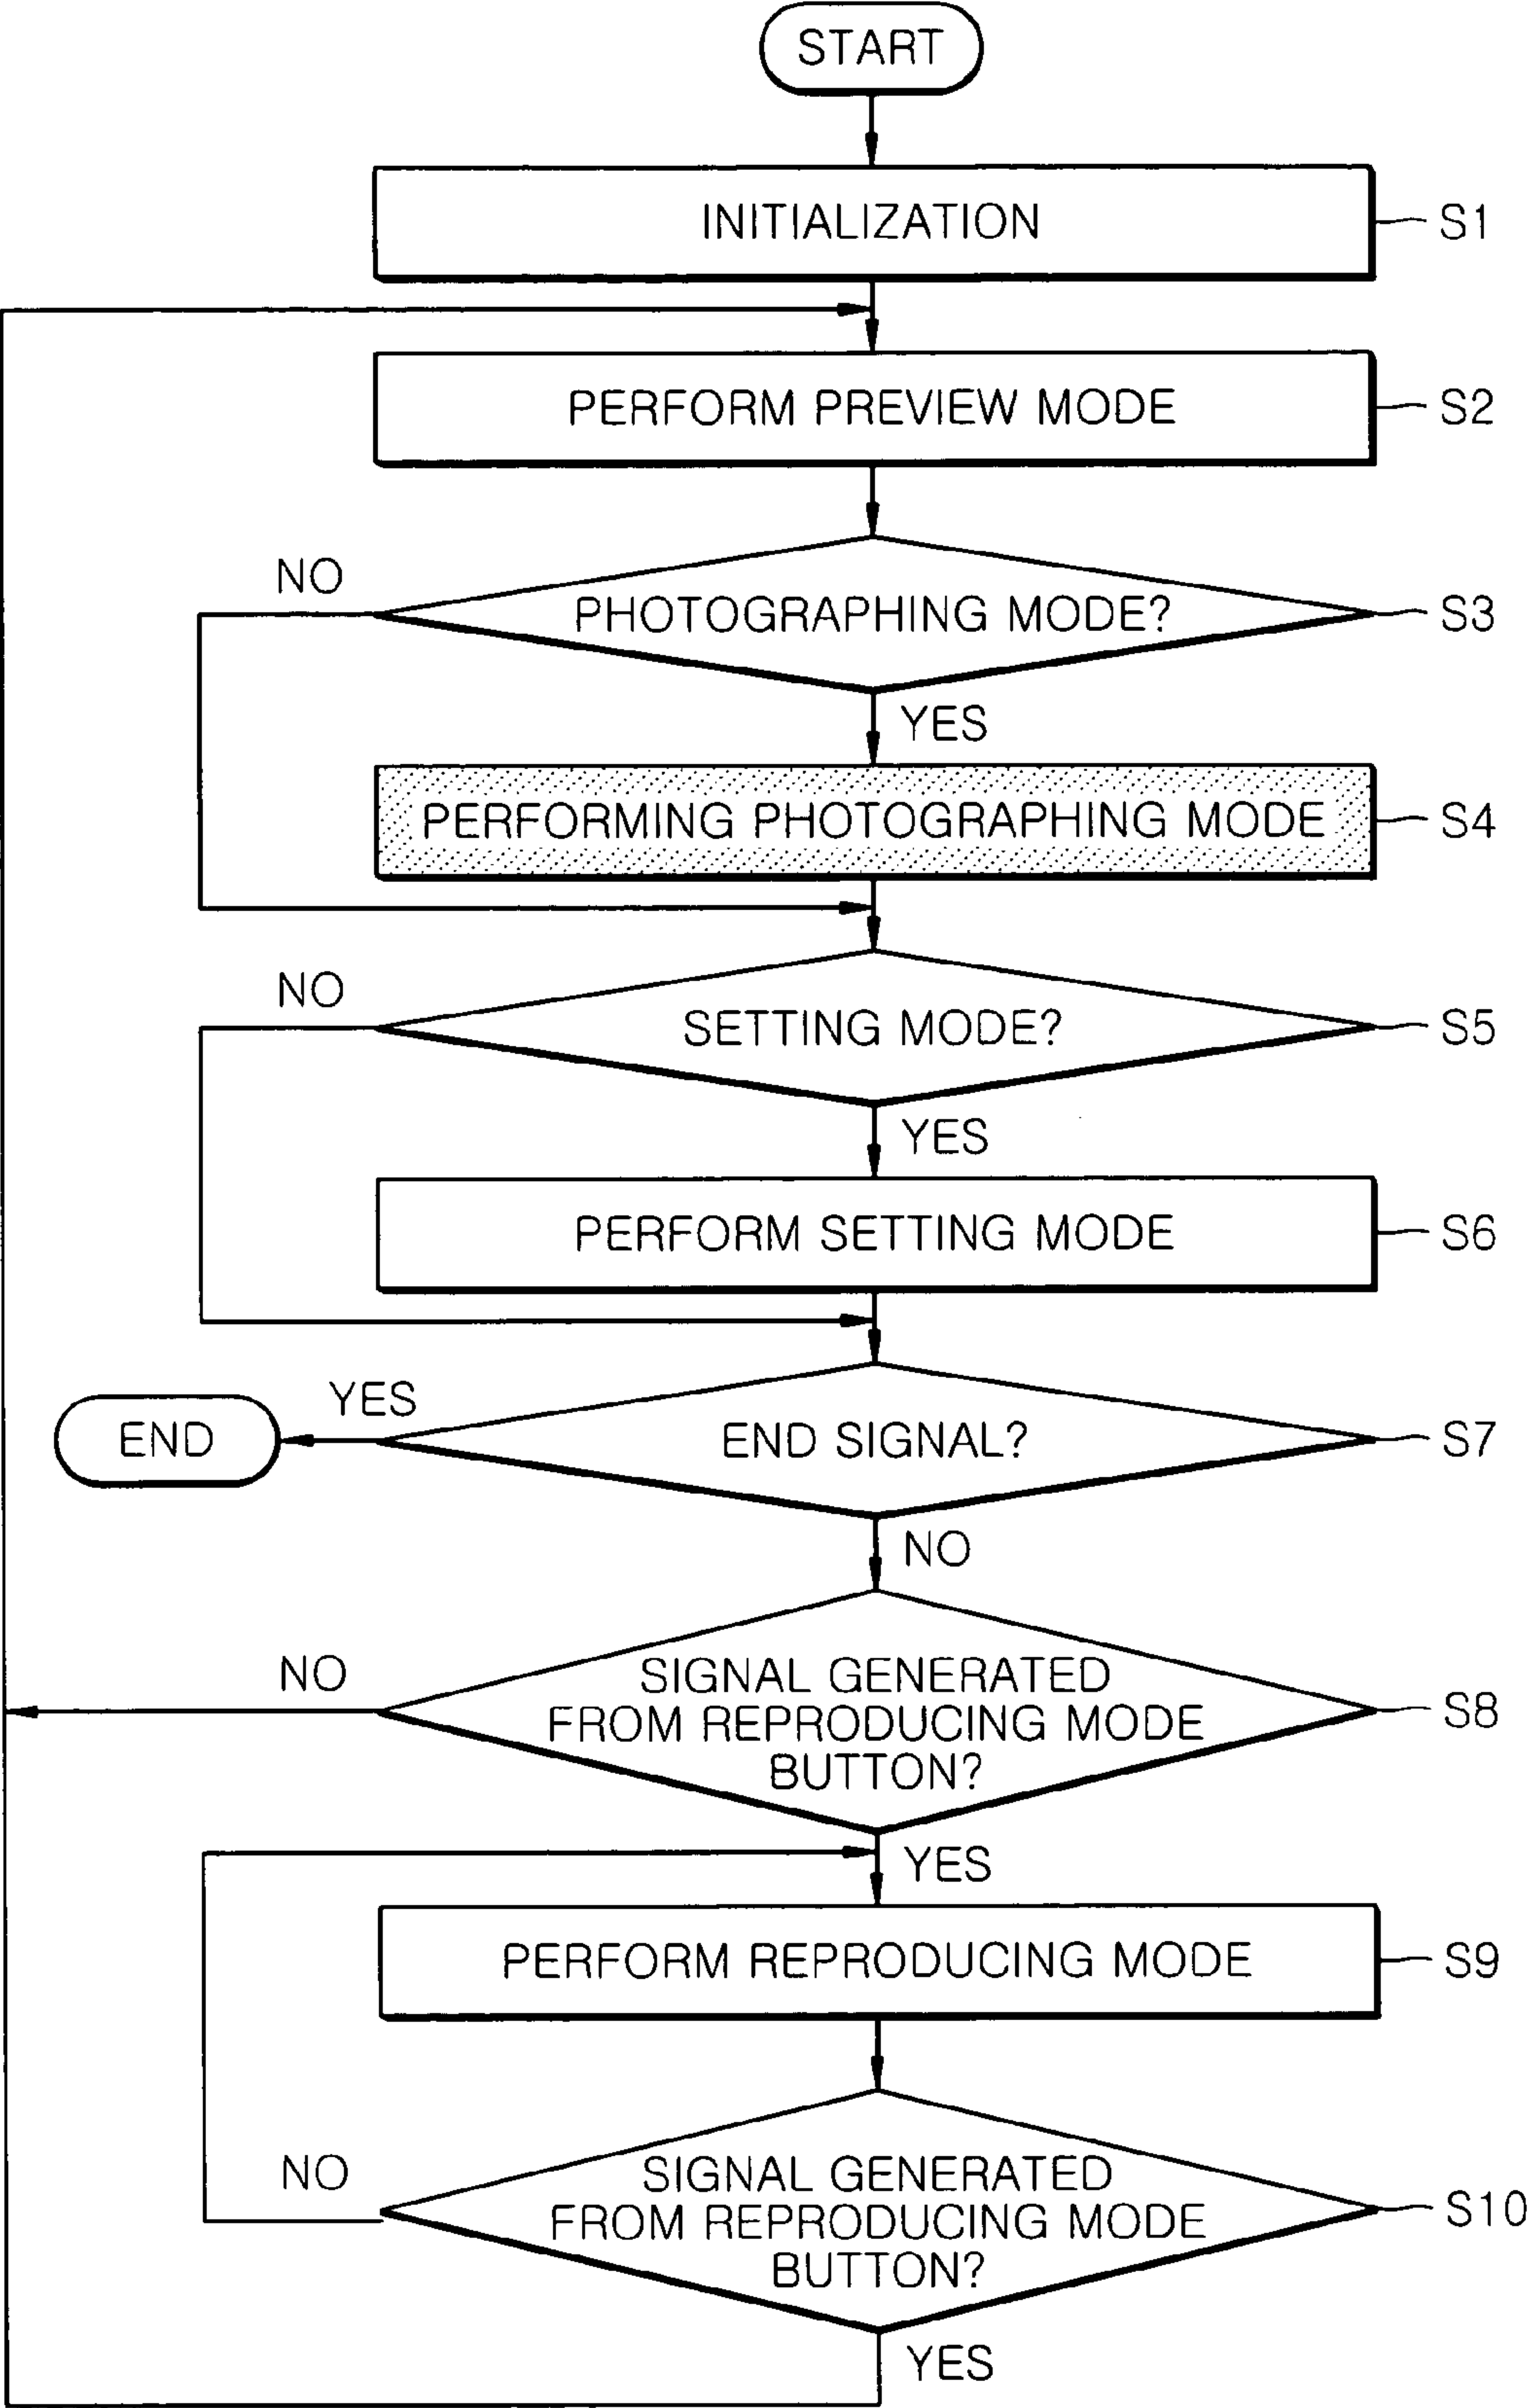 START
INITIALIZATION
S1
PERFORM PREVIEW MODE
S2
NO
PHOTOGRAPHING MODE?
S3
YES
PERFORMING PHOTOGRAPHING MODE
S4
NO
SETTING MODE?
S5
YES
PERFORM SETTING MODE
S6
YES
END
END SIGNAL?
S7
NO
NO
SIGNAL GENERATED
FROM REPRODUCING MODE
BUTTON?
S8
YES
PERFORM REPRODUCING MODE
S9
NO
SIGNAL GENERATED
FROM REPRODUCING MODE
BUTTON?
S10
YES